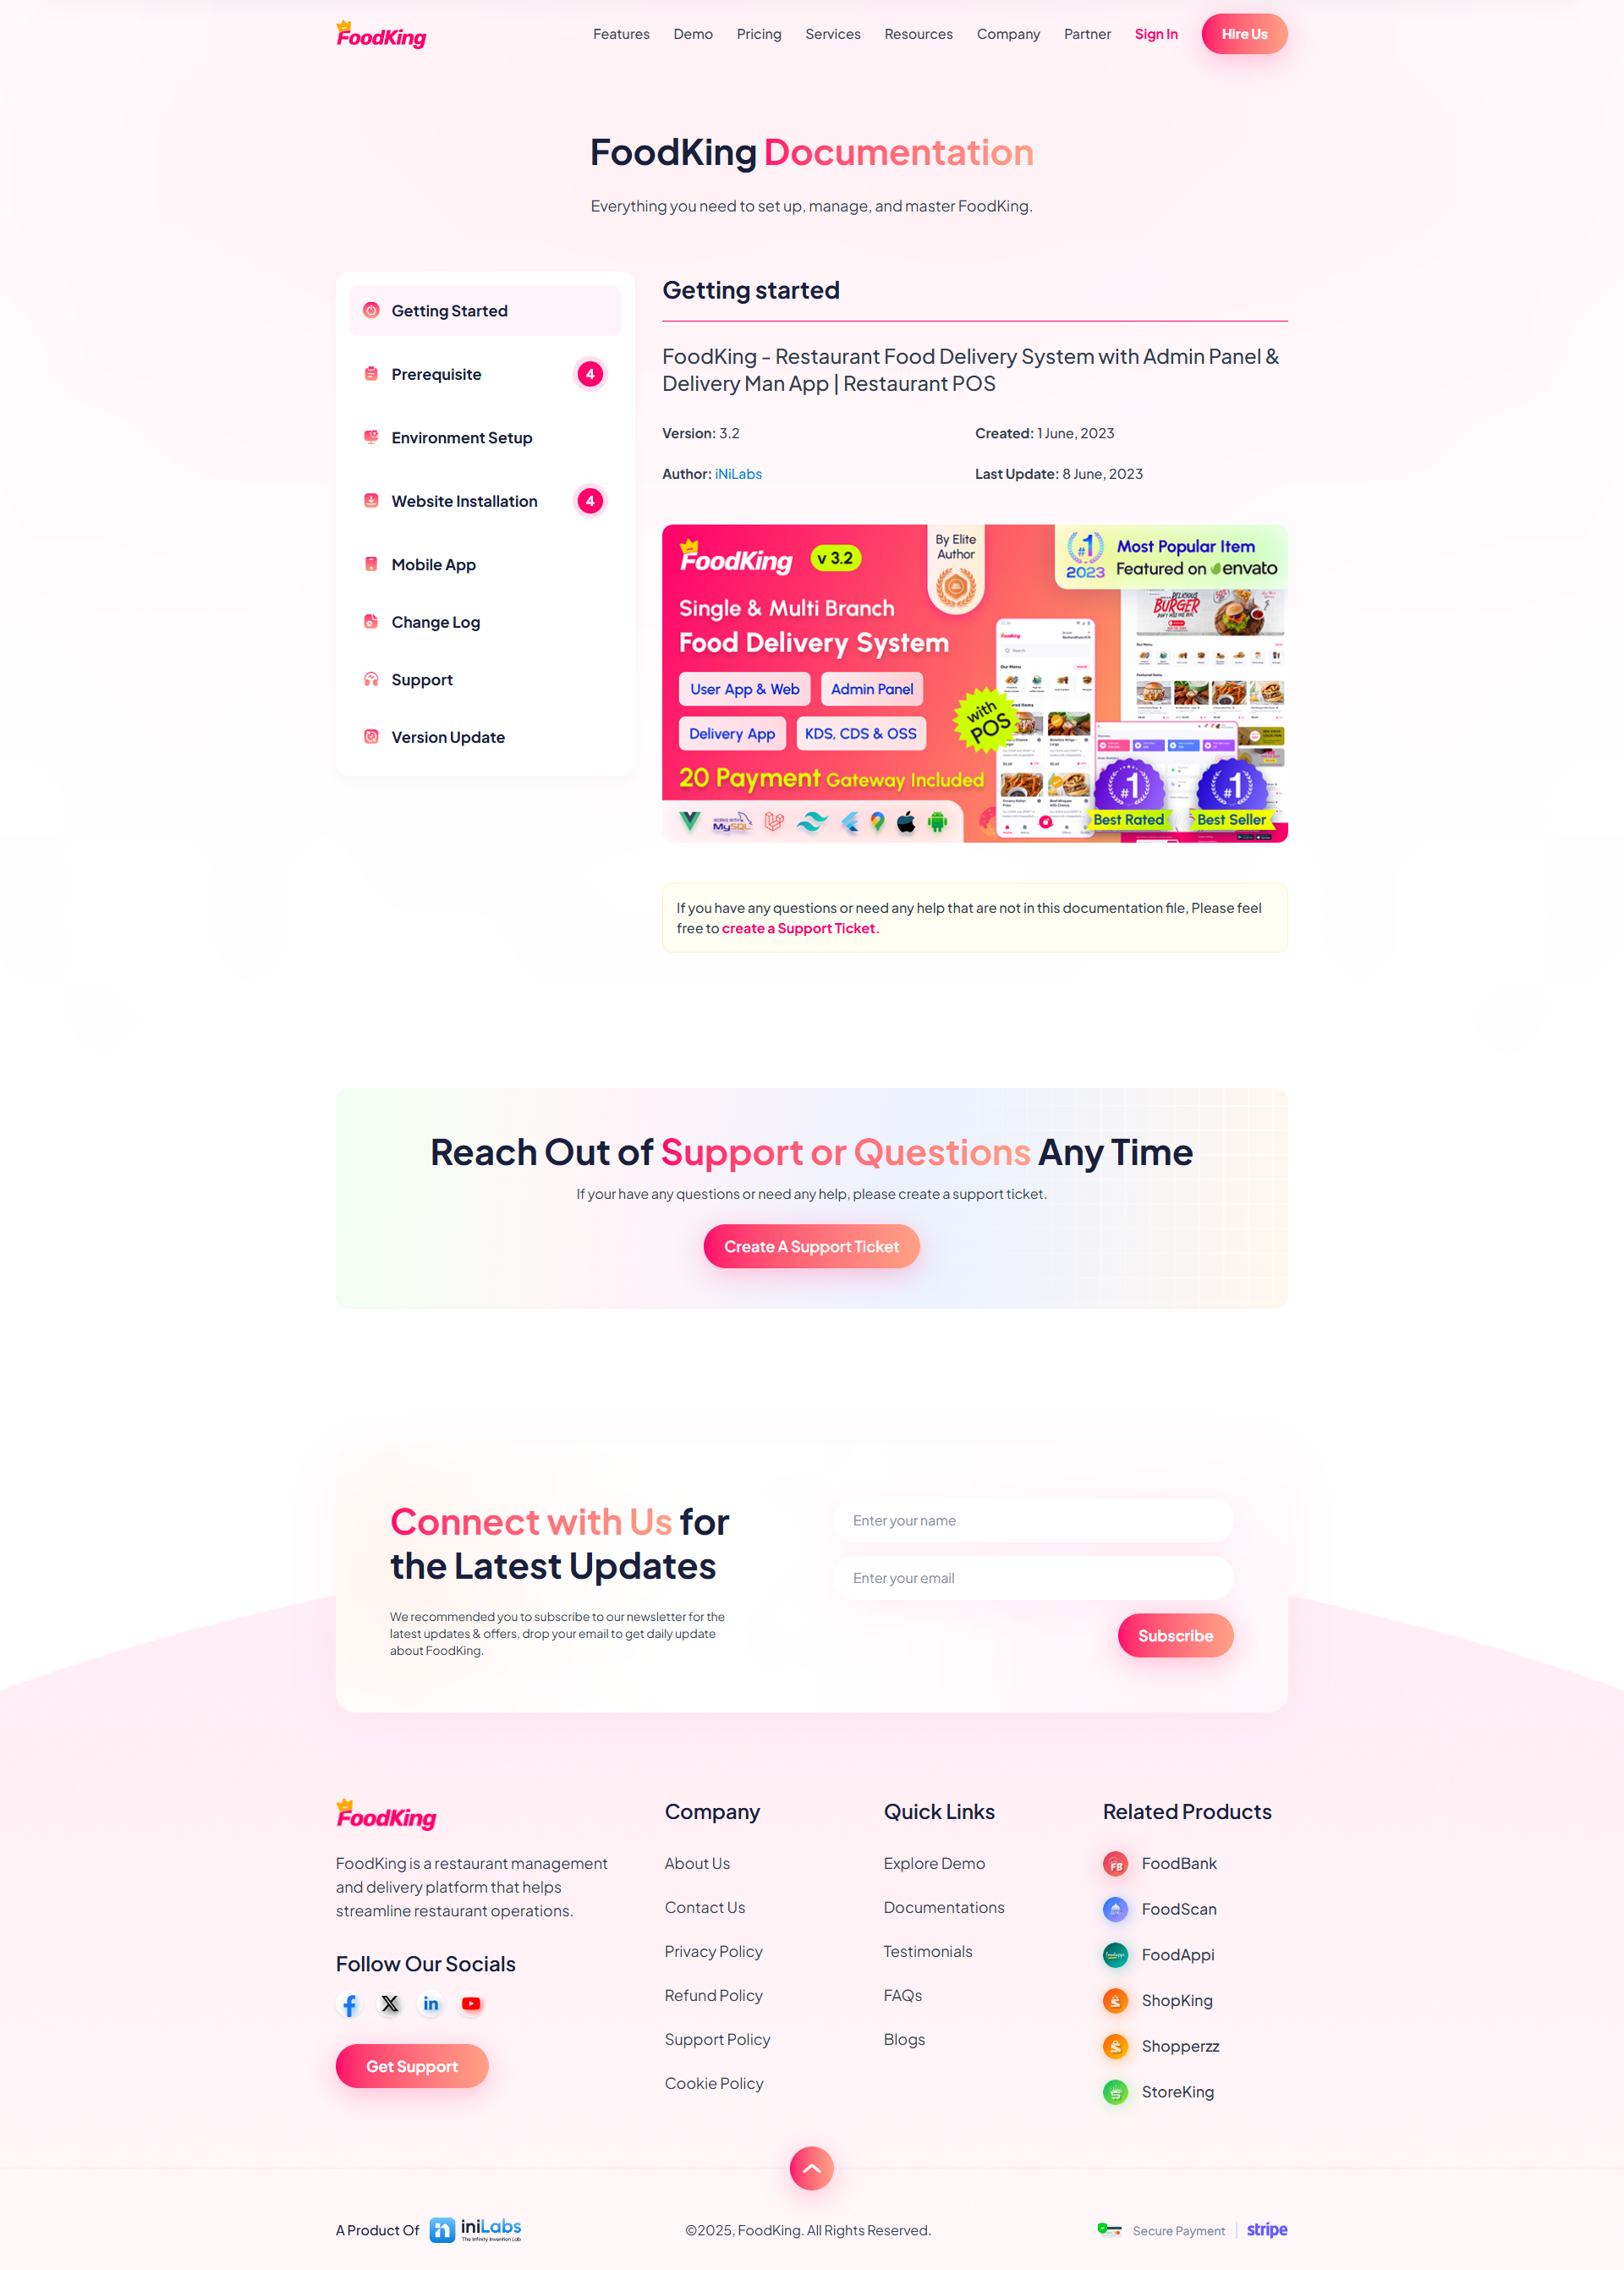 FoodKing
Features Demo Pricing Services Resources Company Partner Sign In Hire Us
FoodKing Documentation
Everything you need to set up, manage, and master FoodKing.
Getting Started
Prerequisite 4
Environment Setup
Website Installation 4
Mobile App
Change Log
Support
Version Update
Getting started
FoodKing - Restaurant Food Delivery System with Admin Panel &
Delivery Man App | Restaurant POS
Version: 3.2 Created: 1 June, 2023
Author: iNiLabs Last Update: 8 June, 2023
FoodKing v 3.2
By Elite
Author
#1
2023
Most Popular Item
Featured on envato
Single & Multi Branch
Food Delivery System
User App & Web Admin Panel
Delivery App KDS, CDS & OSS
20 Payment Gateway Included
MySQL
with
POS
DELICIOUS
BURGER
Our Menu
Search
#1
Best Rated
#1
Best Seller
If you have any questions or need any help that are not in this documentation file, Please feel
free to create a Support Ticket.
Reach Out of Support or Questions Any Time
If your have any questions or need any help, please create a support ticket.
Create A Support Ticket
Connect with Us for
the Latest Updates
We recommended you to subscribe to our newsletter for the
latest updates & offers, drop your email to get daily update
about FoodKing.
Enter your name
Enter your email
Subscribe
FoodKing
FoodKing is a restaurant management
and delivery platform that helps
streamline restaurant operations.
Follow Our Socials
Get Support
Company
About Us
Contact Us
Privacy Policy
Refund Policy
Support Policy
Cookie Policy
Quick Links
Explore Demo
Documentations
Testimonials
FAQs
Blogs
Related Products
FoodBank
FoodScan
FoodAppi
ShopKing
Shopperzz
StoreKing
A Product Of iniLabs
The Infinity Invention Lab
©2025, FoodKing. All Rights Reserved.
Secure Payment stripe